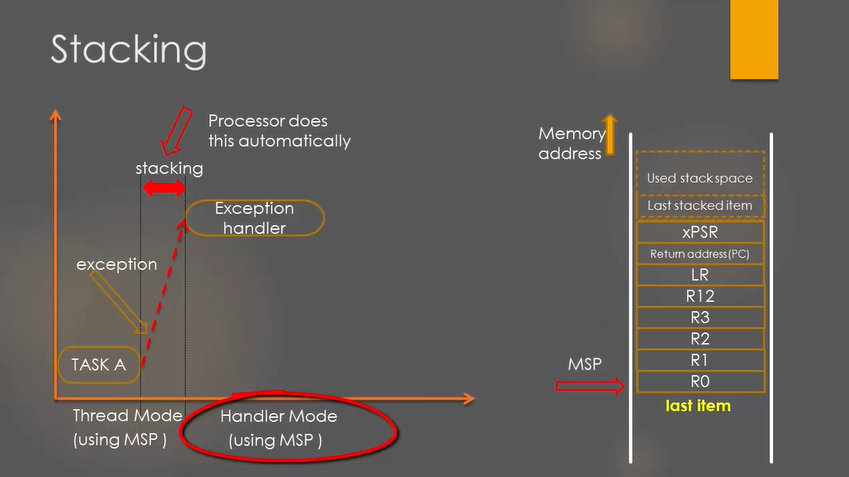 Stacking
Processor does
this automatically
stacking
Exception
handler
exception
TASK A
Thread Mode
(using MSP )
Handler Mode
(using MSP )
Memory
address
Used stack space
Last stacked item
xPSR
Return address(PC)
LR
R12
R3
R2
R1
R0
MSP
last item